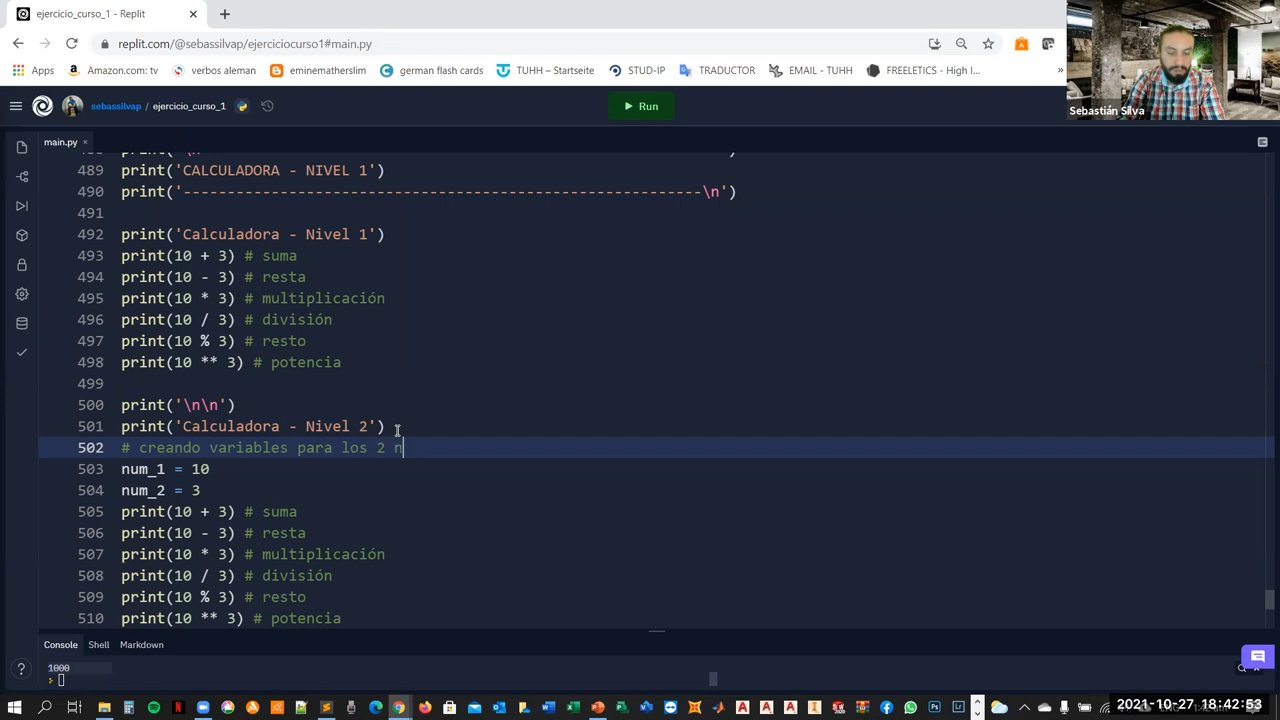 ejercicio_curso_1 - Replit
replit.com/@sebassilvap/ejerciciocurso1#main.py
Apps
Amazon.com: tv
verbos aleman
eminemathslim
german flash cards
TUHH – Startseite
STUD-IP
TRADUCTOR
EMAIL - TUHH
FREELETICS - High I...
»
Sebastián Silva
sebassilvap / ejercicio_curso_1
Run
main.py
489 print('CALCULADORA - NIVEL 1')
490 print('-----------------------------------------------------------\n')
491
492 print('Calculadora - Nivel 1')
493 print(10 + 3) # suma
494 print(10 - 3) # resta
495 print(10 * 3) # multiplicación
496 print(10 / 3) # división
497 print(10 % 3) # resto
498 print(10 ** 3) # potencia
499
500 print('\n\n')
501 print('Calculadora - Nivel 2')
502 # creando variables para los 2 n
503 num_1 = 10
504 num_2 = 3
505 print(10 + 3) # suma
506 print(10 - 3) # resta
507 print(10 * 3) # multiplicación
508 print(10 / 3) # división
509 print(10 % 3) # resto
510 print(10 ** 3) # potencia
Console
Shell
Markdown
1000
2021-10-27 18:42:53